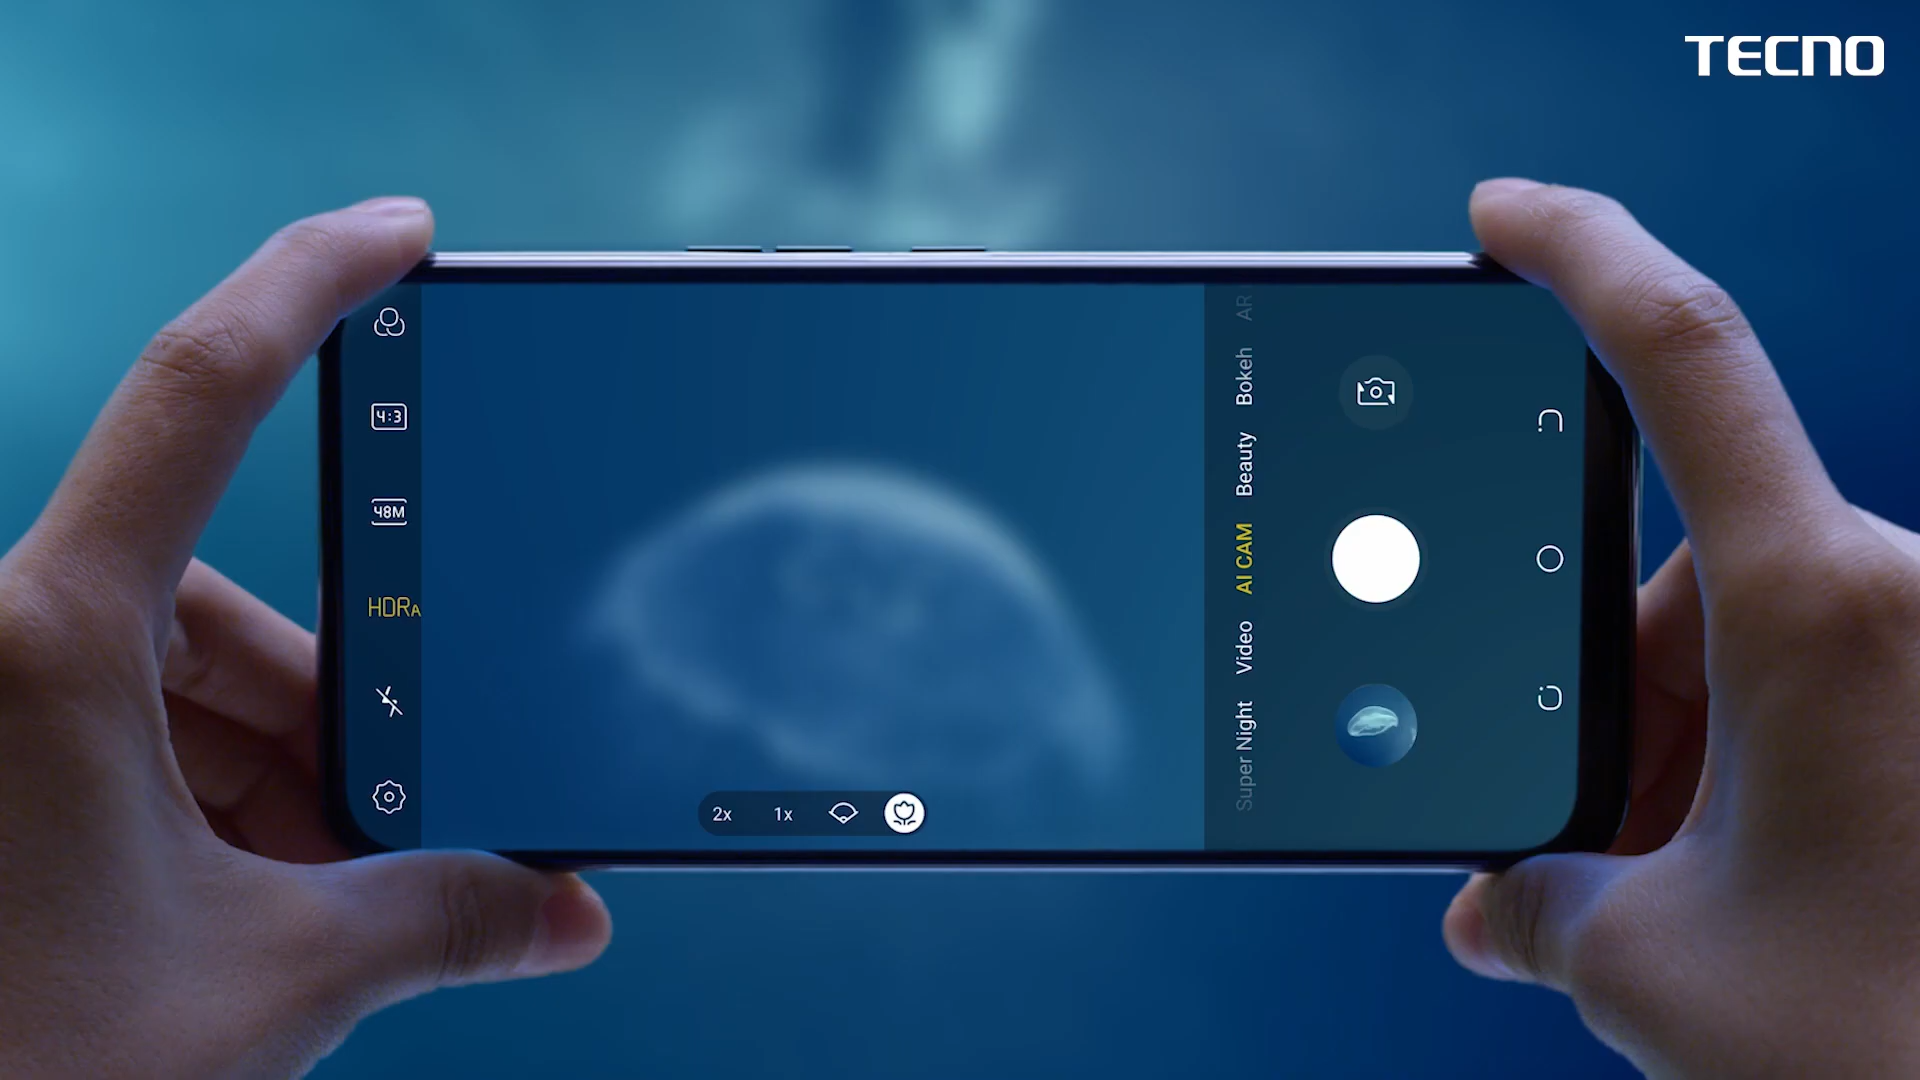 TECNO
4:3
48M
HDRA
2x
1x
AR
Bokeh
Beauty
AI CAM
Video
Super Night